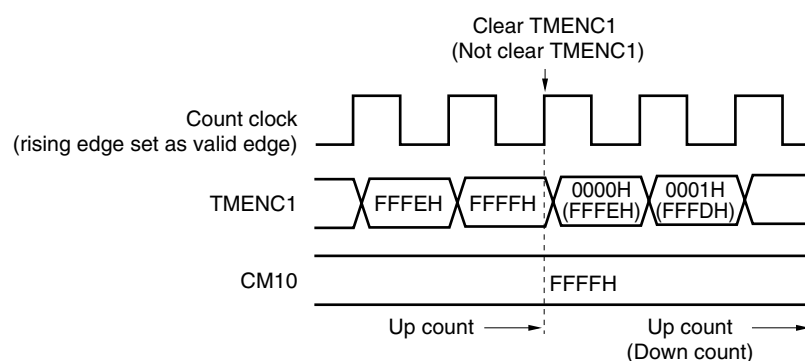 Clear TMENC1
(Not clear TMENC1)
Count clock
(rising edge set as valid edge)
TMENC1
FFFEH
FFFFH
0000H
(FFFEH)
0001H
(FFFDH)
CM10
FFFFH
Up count
Up count
(Down count)